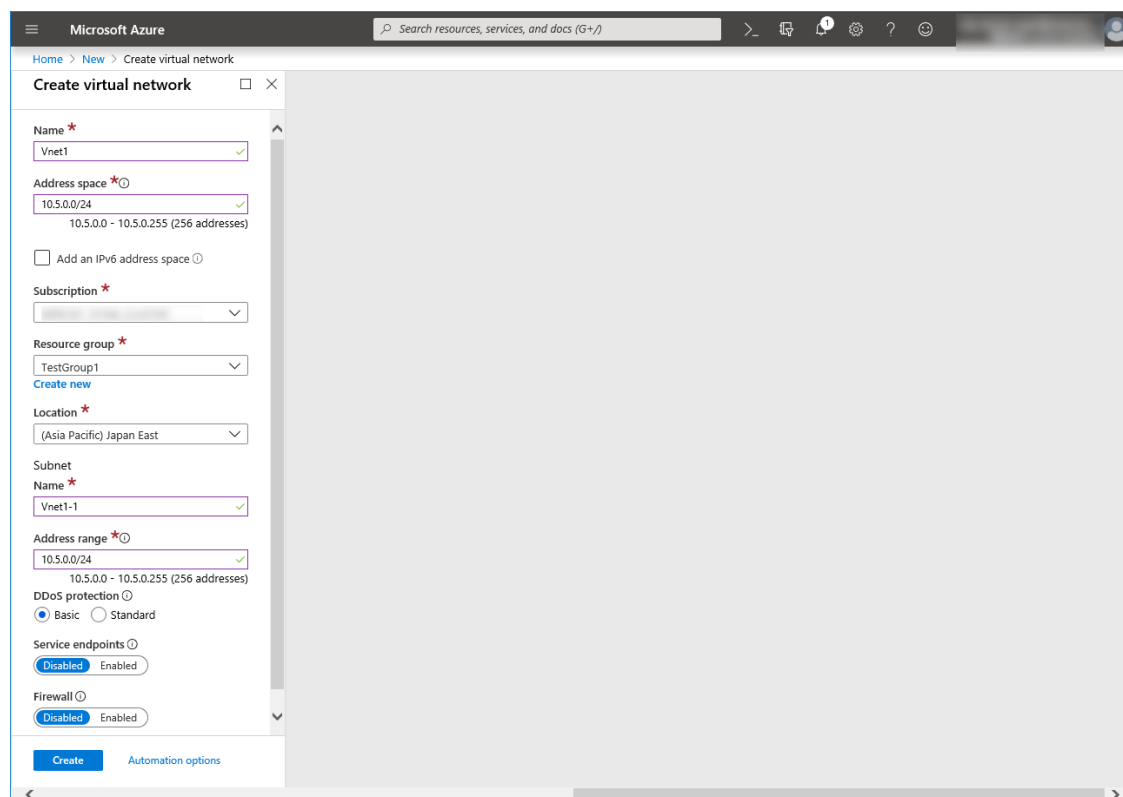 Microsoft Azure
Search resources, services, and docs (G+/)
1
Home > New > Create virtual network
Create virtual network
Name *
Vnet1
Address space *
10.5.0.0/24
10.5.0.0 - 10.5.0.255 (256 addresses)
Add an IPv6 address space
Subscription *
Resource group *
TestGroup1
Create new
Location *
(Asia Pacific) Japan East
Subnet
Name *
Vnet1-1
Address range *
10.5.0.0/24
10.5.0.0 - 10.5.0.255 (256 addresses)
DDoS protection
Basic Standard
Service endpoints
Disabled Enabled
Firewall
Disabled Enabled
Create Automation options